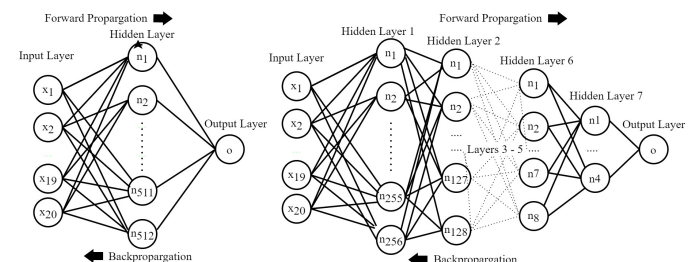 Forward Propargation
Hidden Layer
Input Layer
x1
x2
x19
x20
n1
n2
n511
n512
Output Layer
o
Backpropargation
Forward Propargation
Hidden Layer 1
Input Layer
x1
x2
x19
x20
n1
n2
n255
n256
Hidden Layer 2
n1
n2
n127
n128
Layers 3 - 5
Hidden Layer 6
n1
n2
n7
n8
Hidden Layer 7
n1
n4
Output Layer
o
Backpropargation